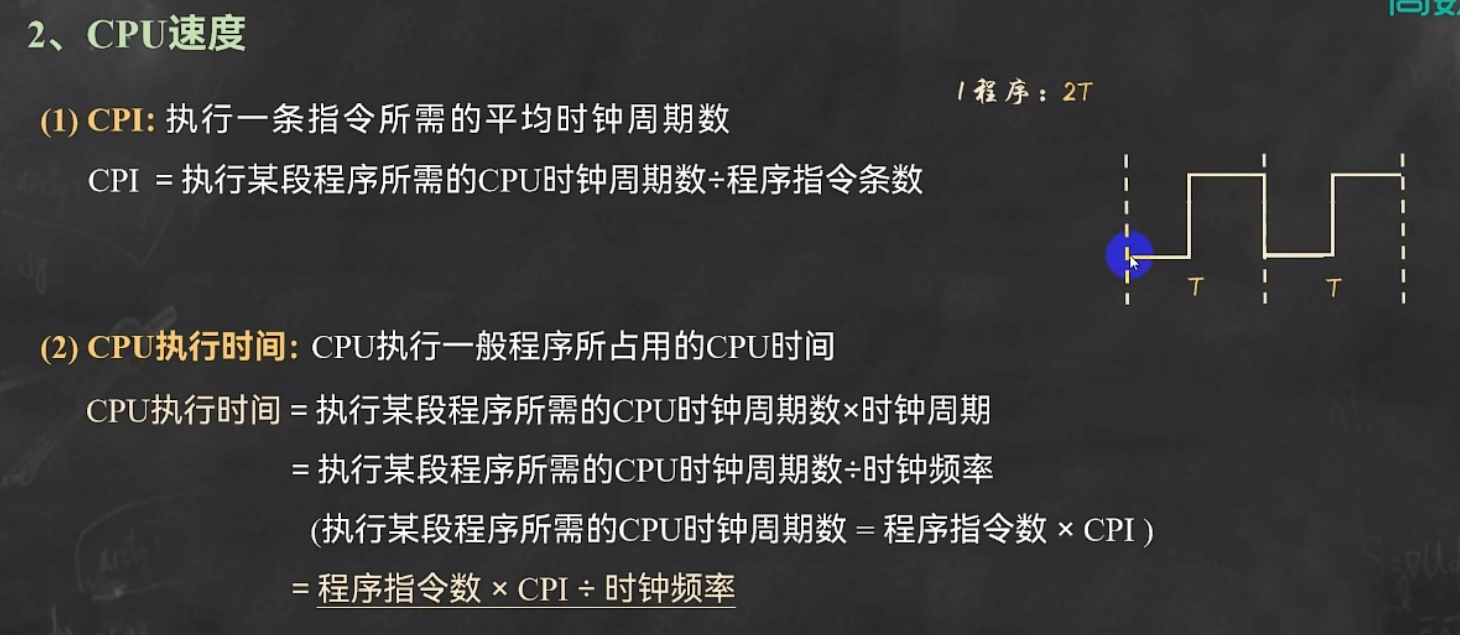 2、CPU速度
(1) CPI: 执行一条指令所需的平均时钟周期数
1程序：2T
CPI = 执行某段程序所需的CPU时钟周期数÷程序指令条数
T T
(2) CPU执行时间：CPU执行一般程序所占用的CPU时间
CPU执行时间 = 执行某段程序所需的CPU时钟周期数×时钟周期
= 执行某段程序所需的CPU时钟周期数÷时钟频率
(执行某段程序所需的CPU时钟周期数 = 程序指令数 × CPI )
= 程序指令数 × CPI ÷ 时钟频率